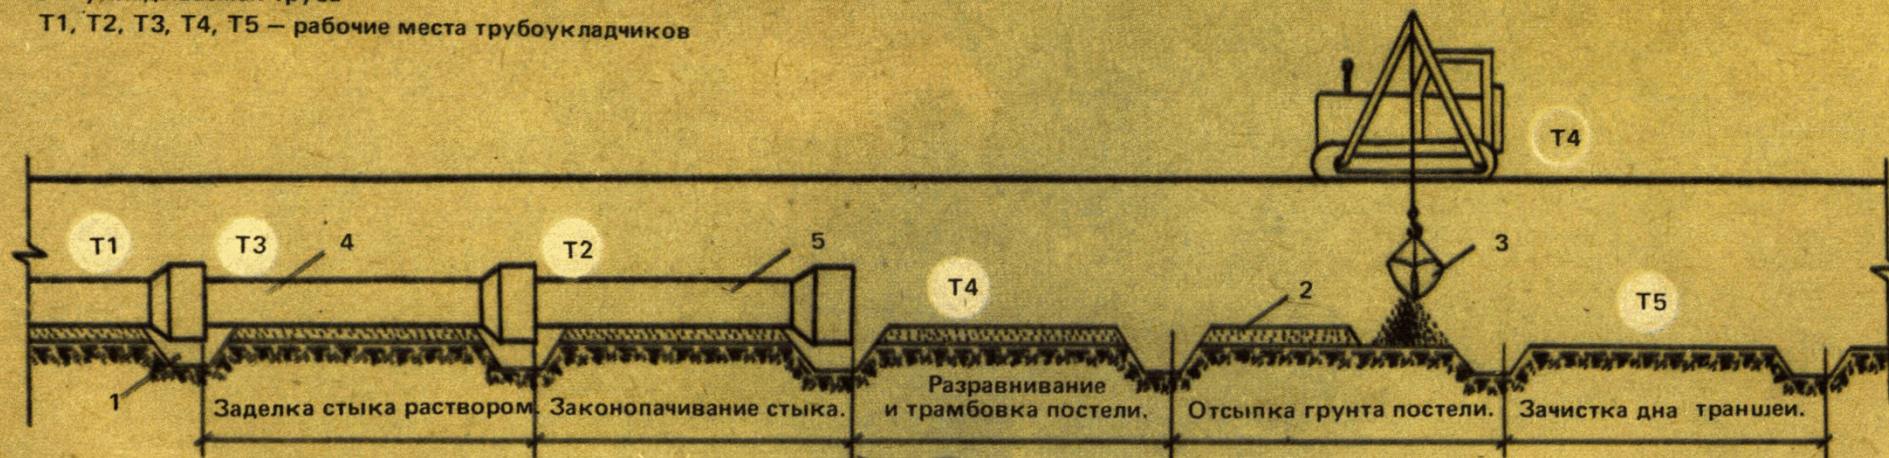 Т1, Т2, Т3, Т4, Т5 — рабочие места трубоукладчиков
Т4
Т1
Т3
4
Т2
5
Т4
2
3
Т5
1
Заделка стыка раствором.
Законопачивание стыка.
Разравнивание
и трамбовка постели.
Отсыпка грунта постели.
Зачистка дна траншеи.